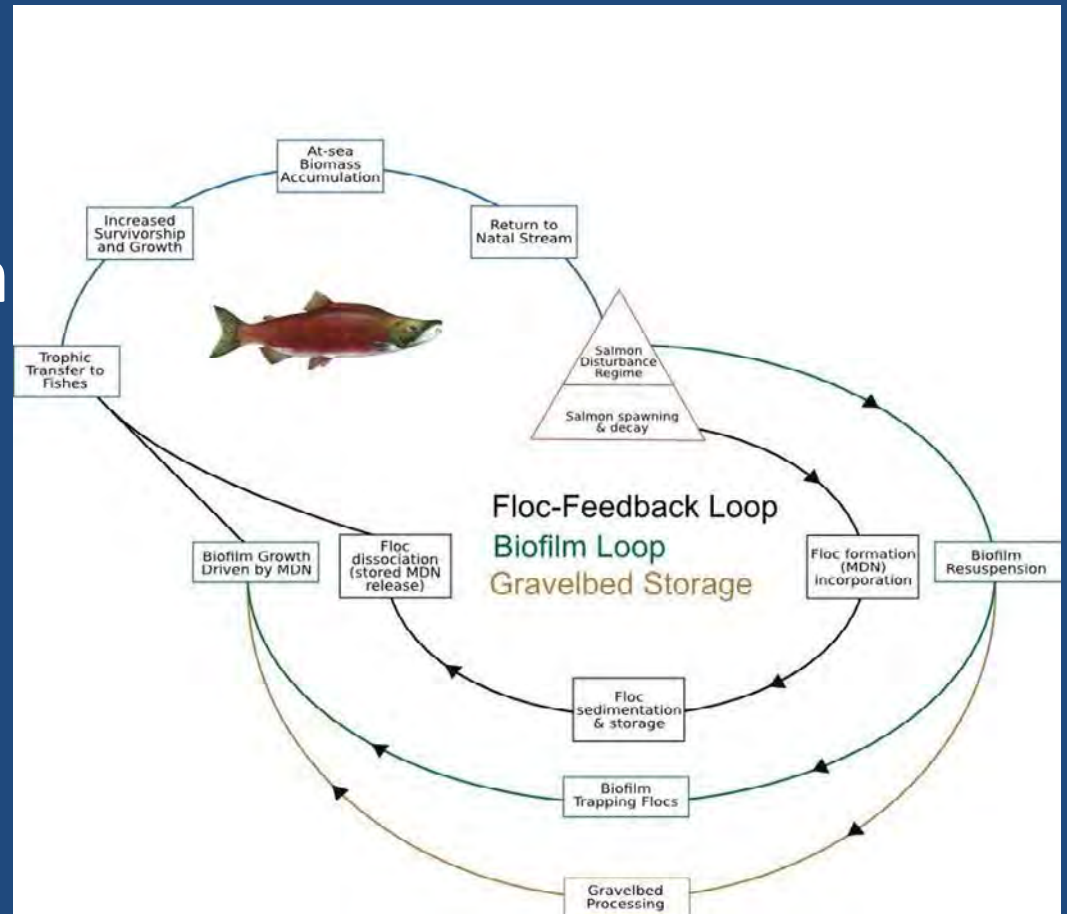 At-sea
Biomass
Accumulation
Increased
Survivorship
and Growth
Return to
Natal Stream
n
Trophic
Transfer to
Fishes
Salmon
Disturbance
Regime
Salmon spawning
& decay
Floc-Feedback Loop
Biofilm Loop
Gravelbed Storage
Biofilm Growth
Driven by MDN
Floc
dissociation
(stored MDN
release)
Floc formation
(MDN)
incorporation
Biofilm
Resuspension
Floc
sedimentation
& storage
Biofilm
Trapping Flocs
Gravelbed
Processing